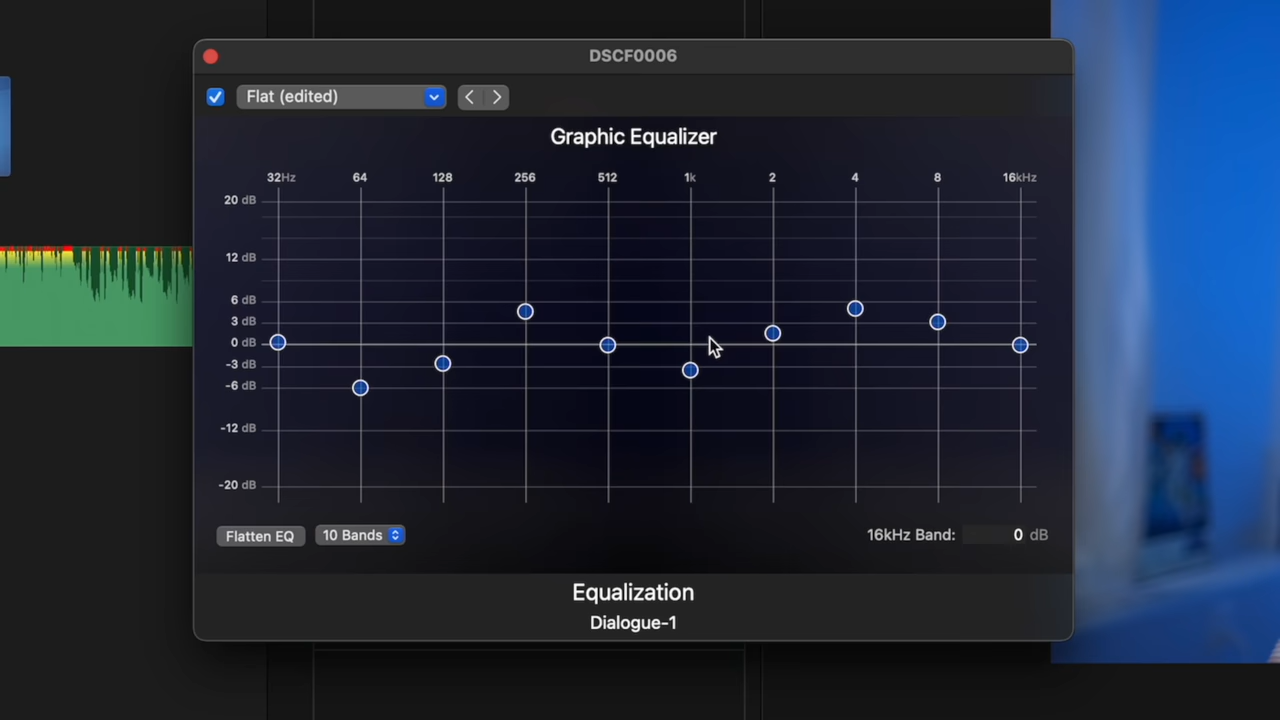 DSCF0006
Flat (edited)
Graphic Equalizer
32Hz 64 128 256 512 1k 2 4 8 16kHz
20 dB
12 dB
6 dB
3 dB
0 dB
-3 dB
-6 dB
-12 dB
-20 dB
Flatten EQ 10 Bands 16kHz Band: 0 dB
Equalization
Dialogue-1